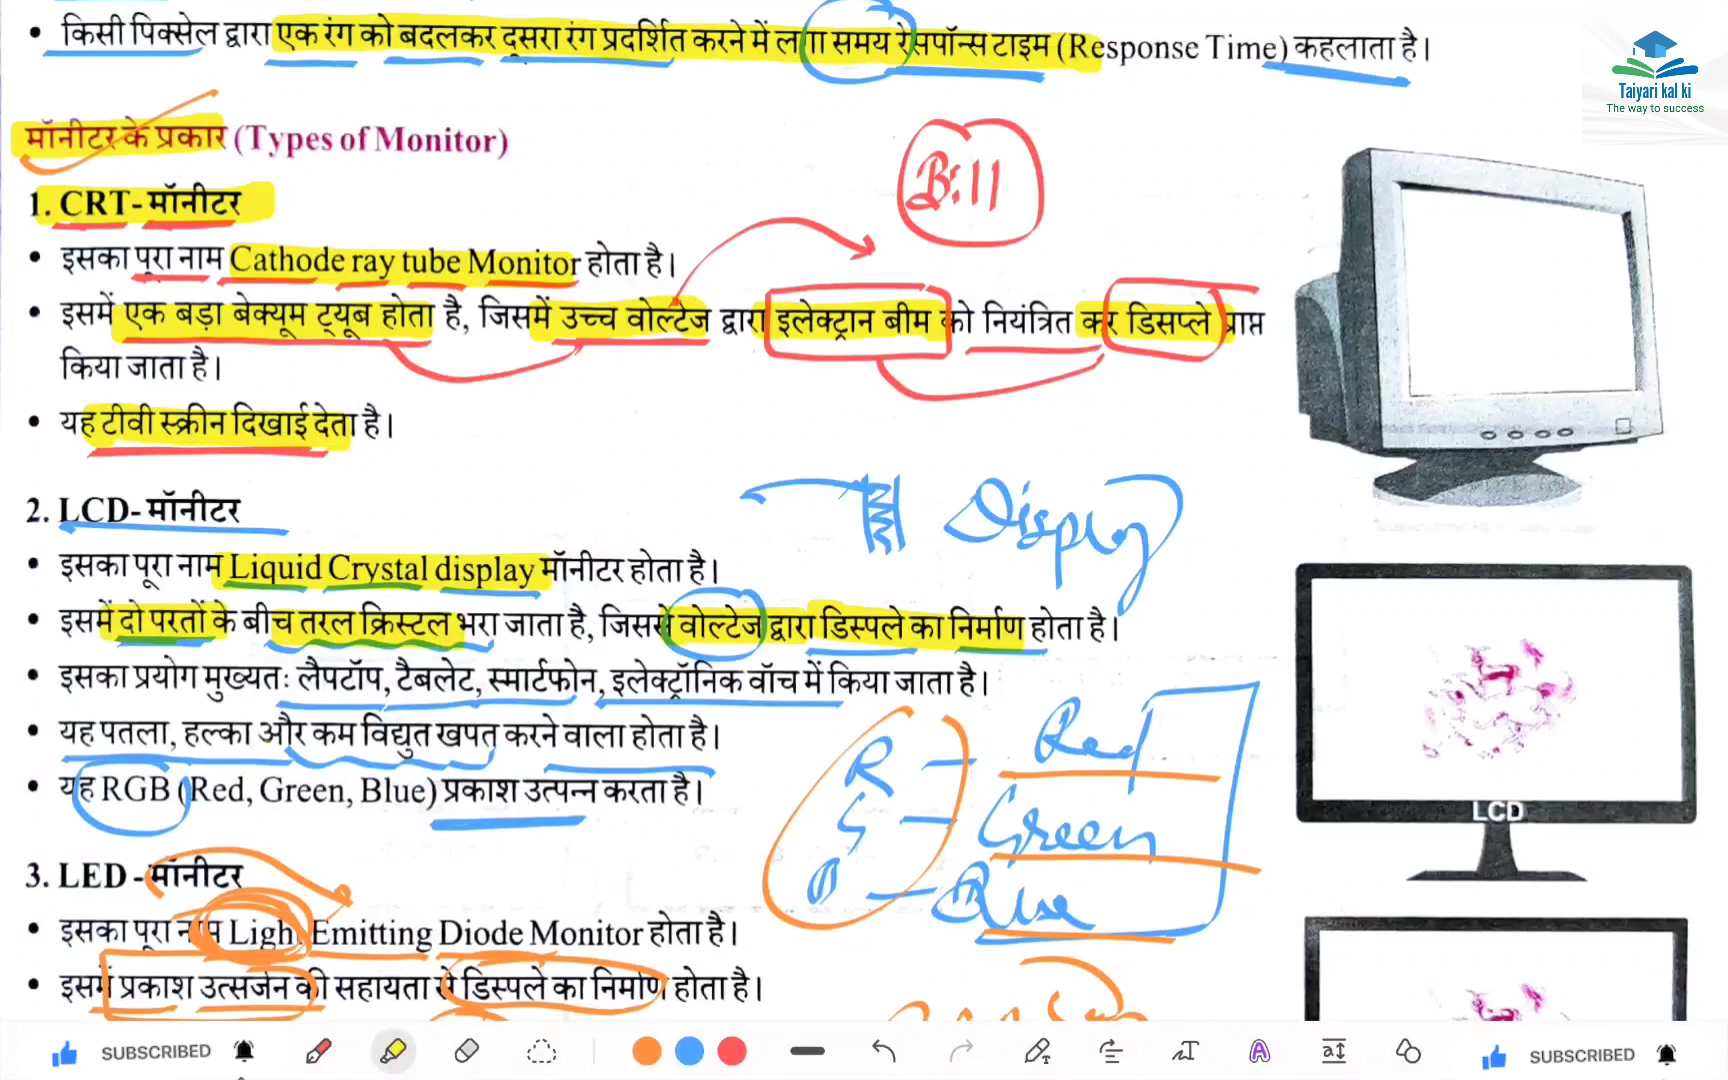 • किसी पिक्सेल द्वारा एक रंग को बदलकर दूसरा रंग प्रदर्शित करने में लगा समय रेसपॉन्स टाइम (Response Time) कहलाता है।
Taiyari kal ki
The way to success
मॉनीटर के प्रकार (Types of Monitor)
B:11
1. CRT-मॉनीटर
• इसका पूरा नाम Cathode ray tube Monitor होता है।
• इसमें एक बड़ा बेक्यूम ट्यूब होता है, जिसमें उच्च वोल्टेज द्वारा इलेक्ट्रान बीम को नियंत्रित कर डिसप्ले प्राप्त
किया जाता है।
• यह टीवी स्क्रीन दिखाई देता है।
Display
2. LCD-मॉनीटर
• इसका पूरा नाम Liquid Crystal display मॉनीटर होता है।
• इसमें दो परतों के बीच तरल क्रिस्टल भरा जाता है, जिससे वोल्टेज द्वारा डिस्पले का निर्माण होता है।
• इसका प्रयोग मुख्यतः लैपटॉप, टैबलेट, स्मार्टफोन, इलेक्ट्रॉनिक वॉच में किया जाता है।
• यह पतला, हल्का और कम विद्युत खपत करने वाला होता है।
• यह RGB (Red, Green, Blue) प्रकाश उत्पन्न करता है।
R – Red
G – Green
B – Blue
LCD
3. LED-मॉनीटर
• इसका पूरा नाम Light Emitting Diode Monitor होता है।
• इसमें प्रकाश उत्सर्जन की सहायता से डिस्पले का निर्माण होता है।
SUBSCRIBED
SUBSCRIBED